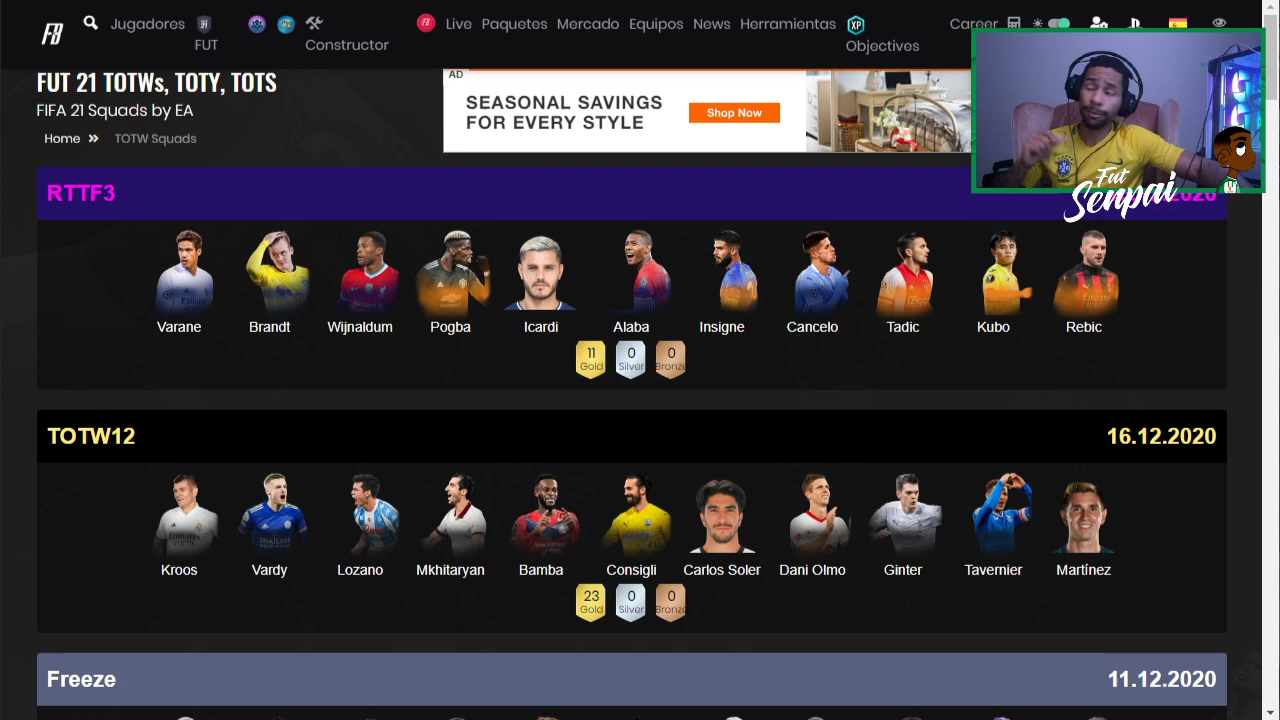 FB Jugadores FUT Constructor Live Paquetes Mercado Equipos News Herramientas XP Objectives Career
FUT 21 TOTWs, TOTY, TOTS
FIFA 21 Squads by EA
Home » TOTW Squads
AD
SEASONAL SAVINGS
FOR EVERY STYLE
Shop Now
Fut
Senpai
RTTF3 2020
Varane Brandt Wijnaldum Pogba Icardi Alaba Insigne Cancelo Tadic Kubo Rebic
11 0 0
Gold Silver Bronze
TOTW12 16.12.2020
Kroos Vardy Lozano Mkhitaryan Bamba Consigli Carlos Soler Dani Olmo Ginter Tavernier Martínez
23 0 0
Gold Silver Bronze
Freeze 11.12.2020